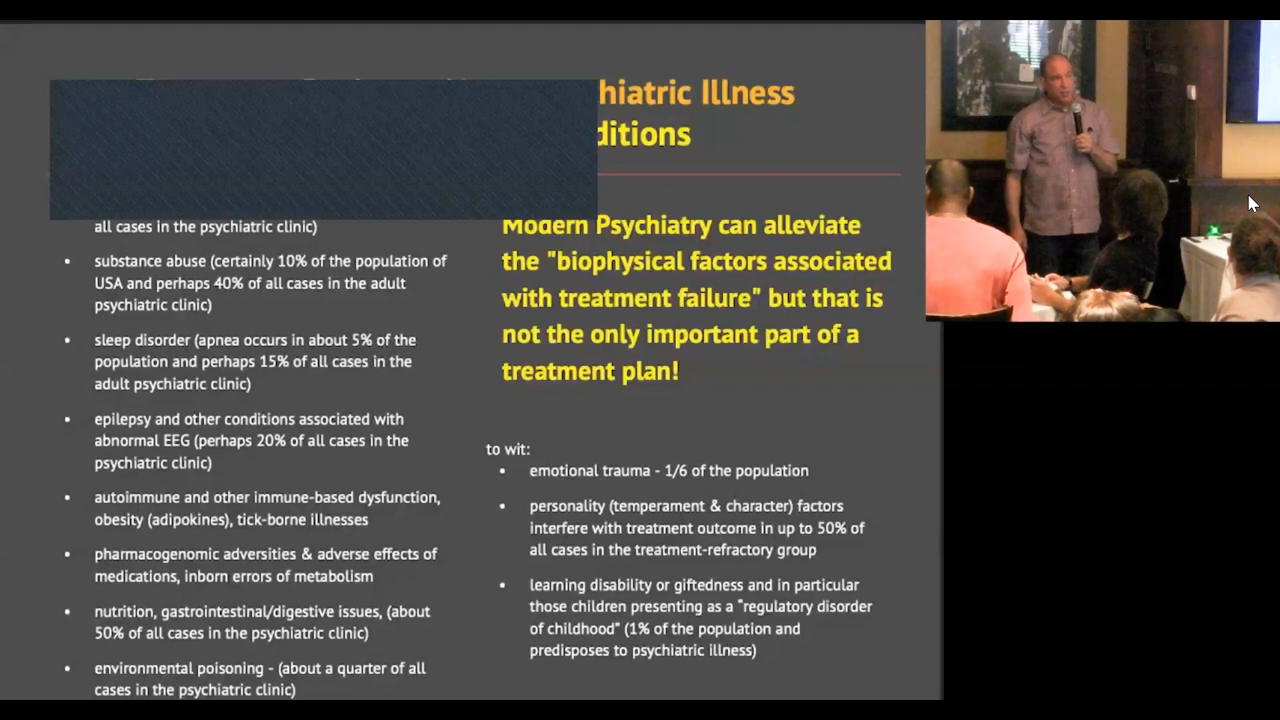 hiatric Illness
ditions
all cases in the psychiatric clinic)
• substance abuse (certainly 10% of the population of
USA and perhaps 40% of all cases in the adult
psychiatric clinic)
• sleep disorder (apnea occurs in about 5% of the
population and perhaps 15% of all cases in the
adult psychiatric clinic)
• epilepsy and other conditions associated with
abnormal EEG (perhaps 20% of all cases in the
psychiatric clinic)
• autoimmune and other immune-based dysfunction,
obesity (adipokines), tick-borne illnesses
• pharmacogenomic adversities & adverse effects of
medications, inborn errors of metabolism
• nutrition, gastrointestinal/digestive issues, (about
50% of all cases in the psychiatric clinic)
• environmental poisoning - (about a quarter of all
cases in the psychiatric clinic)
Modern Psychiatry can alleviate
the "biophysical factors associated
with treatment failure" but that is
not the only important part of a
treatment plan!
to wit:
• emotional trauma - 1/6 of the population
• personality (temperament & character) factors
interfere with treatment outcome in up to 50% of
all cases in the treatment-refractory group
• learning disability or giftedness and in particular
those children presenting as a "regulatory disorder
of childhood" (1% of the population and
predisposes to psychiatric illness)